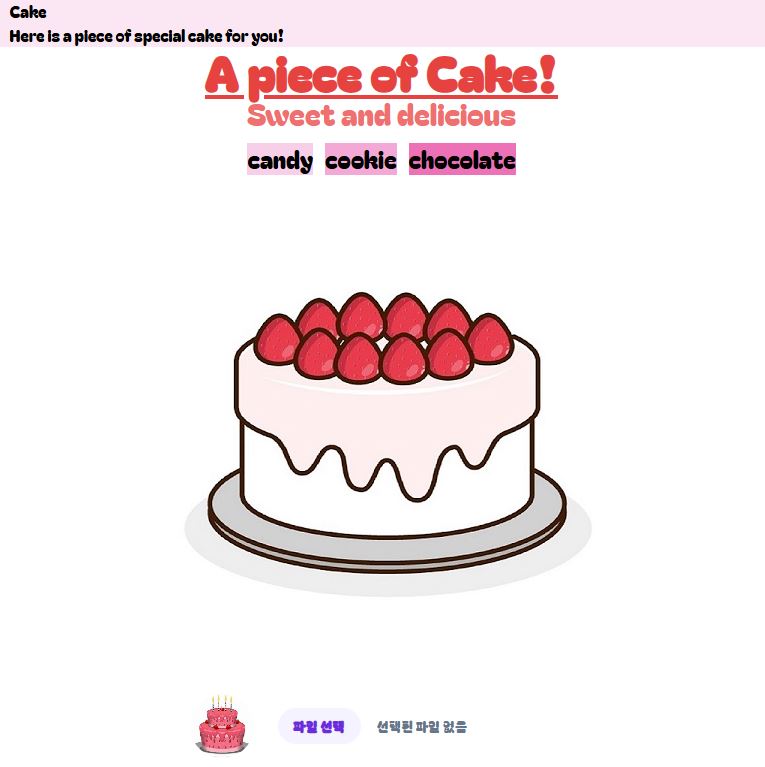 Cake
Here is a piece of special cake for you!
A piece of Cake!
Sweet and delicious
candy cookie chocolate
파일 선택 선택된 파일 없음